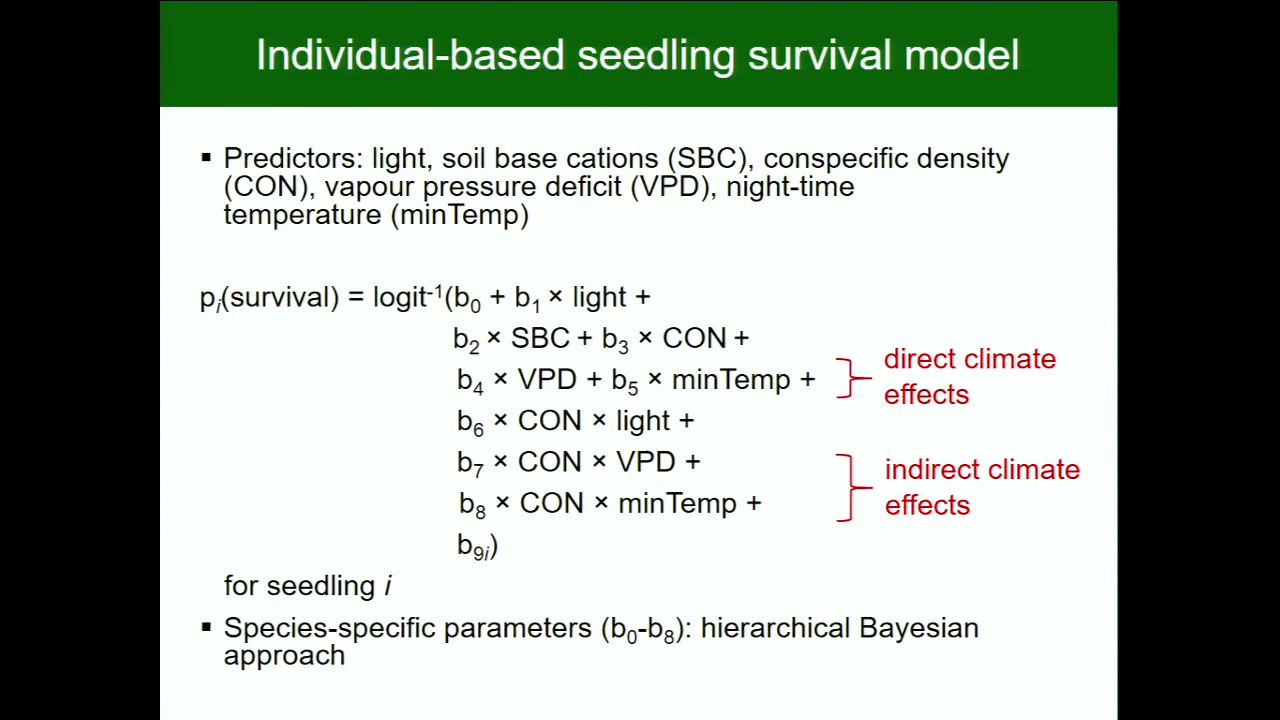 Individual-based seedling survival model
▪ Predictors: light, soil base cations (SBC), conspecific density
(CON), vapour pressure deficit (VPD), night-time
temperature (minTemp)
pᵢ(survival) = logit⁻¹(b₀ + b₁ × light +
b₂ × SBC + b₃ × CON +
b₄ × VPD + b₅ × minTemp +
direct climate
effects
b₆ × CON × light +
b₇ × CON × VPD +
b₈ × CON × minTemp +
indirect climate
effects
b₉ᵢ)
for seedling i
▪ Species-specific parameters (b₀-b₈): hierarchical Bayesian
approach